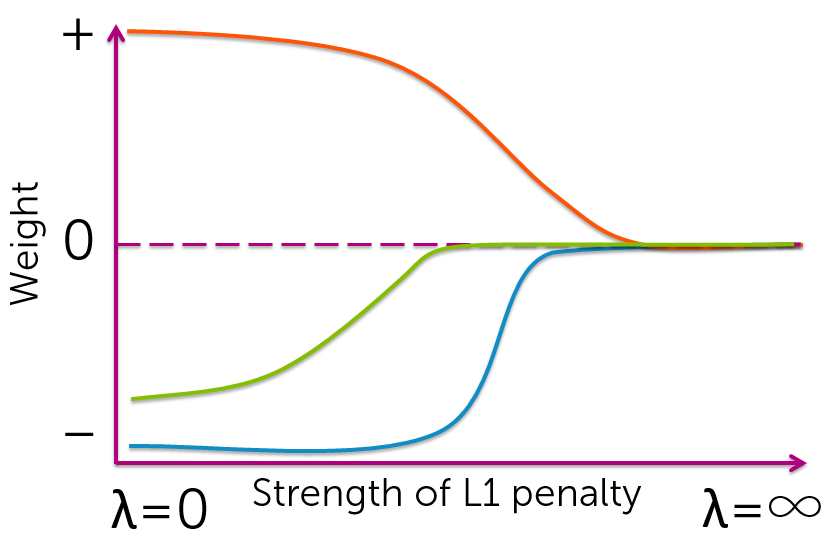 +
Weight
0
–
λ=0
Strength of L1 penalty
λ=∞